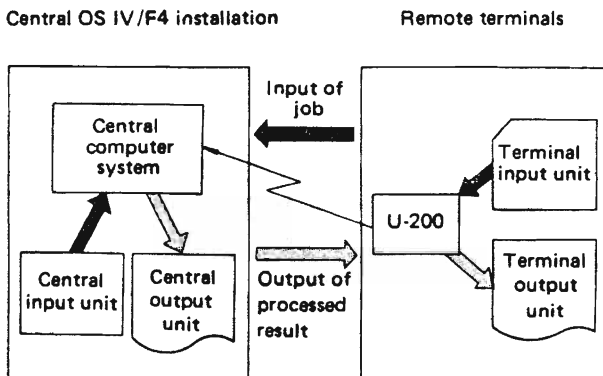 Central OS IV/F4 installation
Remote terminals
Central
computer
system
Input of
job
Terminal
input unit
U-200
Central
input unit
Central
output
unit
Output of
processed
result
Terminal
output
unit